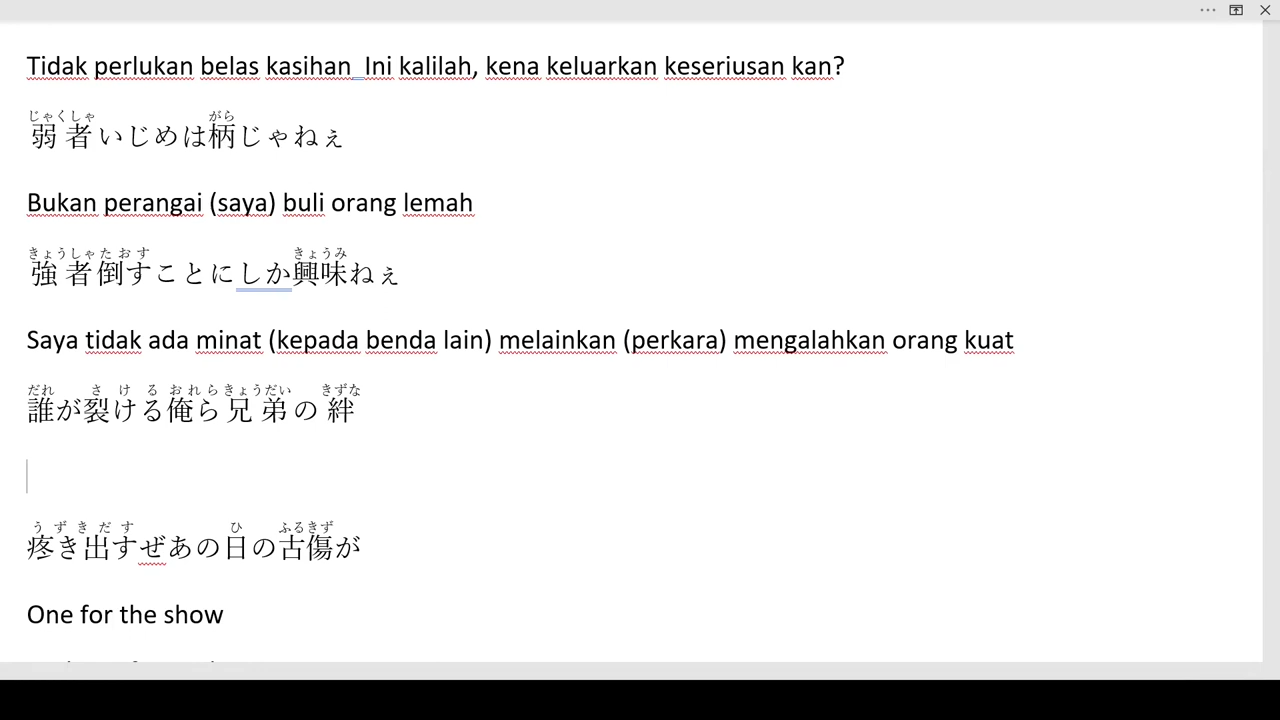 Tidak perlukan belas kasihan  Ini kalilah, kena keluarkan keseriusan kan?
じゃくしゃ がら
弱者いじめは柄じゃねぇ
Bukan perangai (saya) buli orang lemah
きょうしゃたおす きょうみ
強者倒すことにしか興味ねぇ
Saya tidak ada minat (kepada benda lain) melainkan (perkara) mengalahkan orang kuat
だれ さける おれらきょうだい きずな
誰が裂ける俺ら兄弟の絆
うずきだす ひ ふるきず
疼き出すぜあの日の古傷が
One for the show